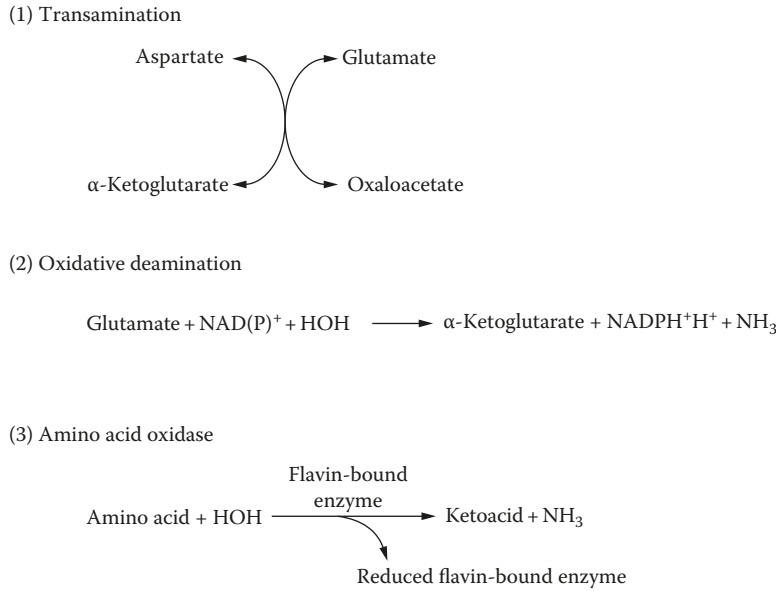 (1) Transamination
Aspartate Glutamate
α-Ketoglutarate Oxaloacetate
(2) Oxidative deamination
Glutamate + NAD(P)⁺ + HOH ⟶ α-Ketoglutarate + NADPH⁺H⁺ + NH₃
(3) Amino acid oxidase
Flavin-bound
enzyme
Amino acid + HOH ⟶ Ketoacid + NH₃
Reduced flavin-bound enzyme